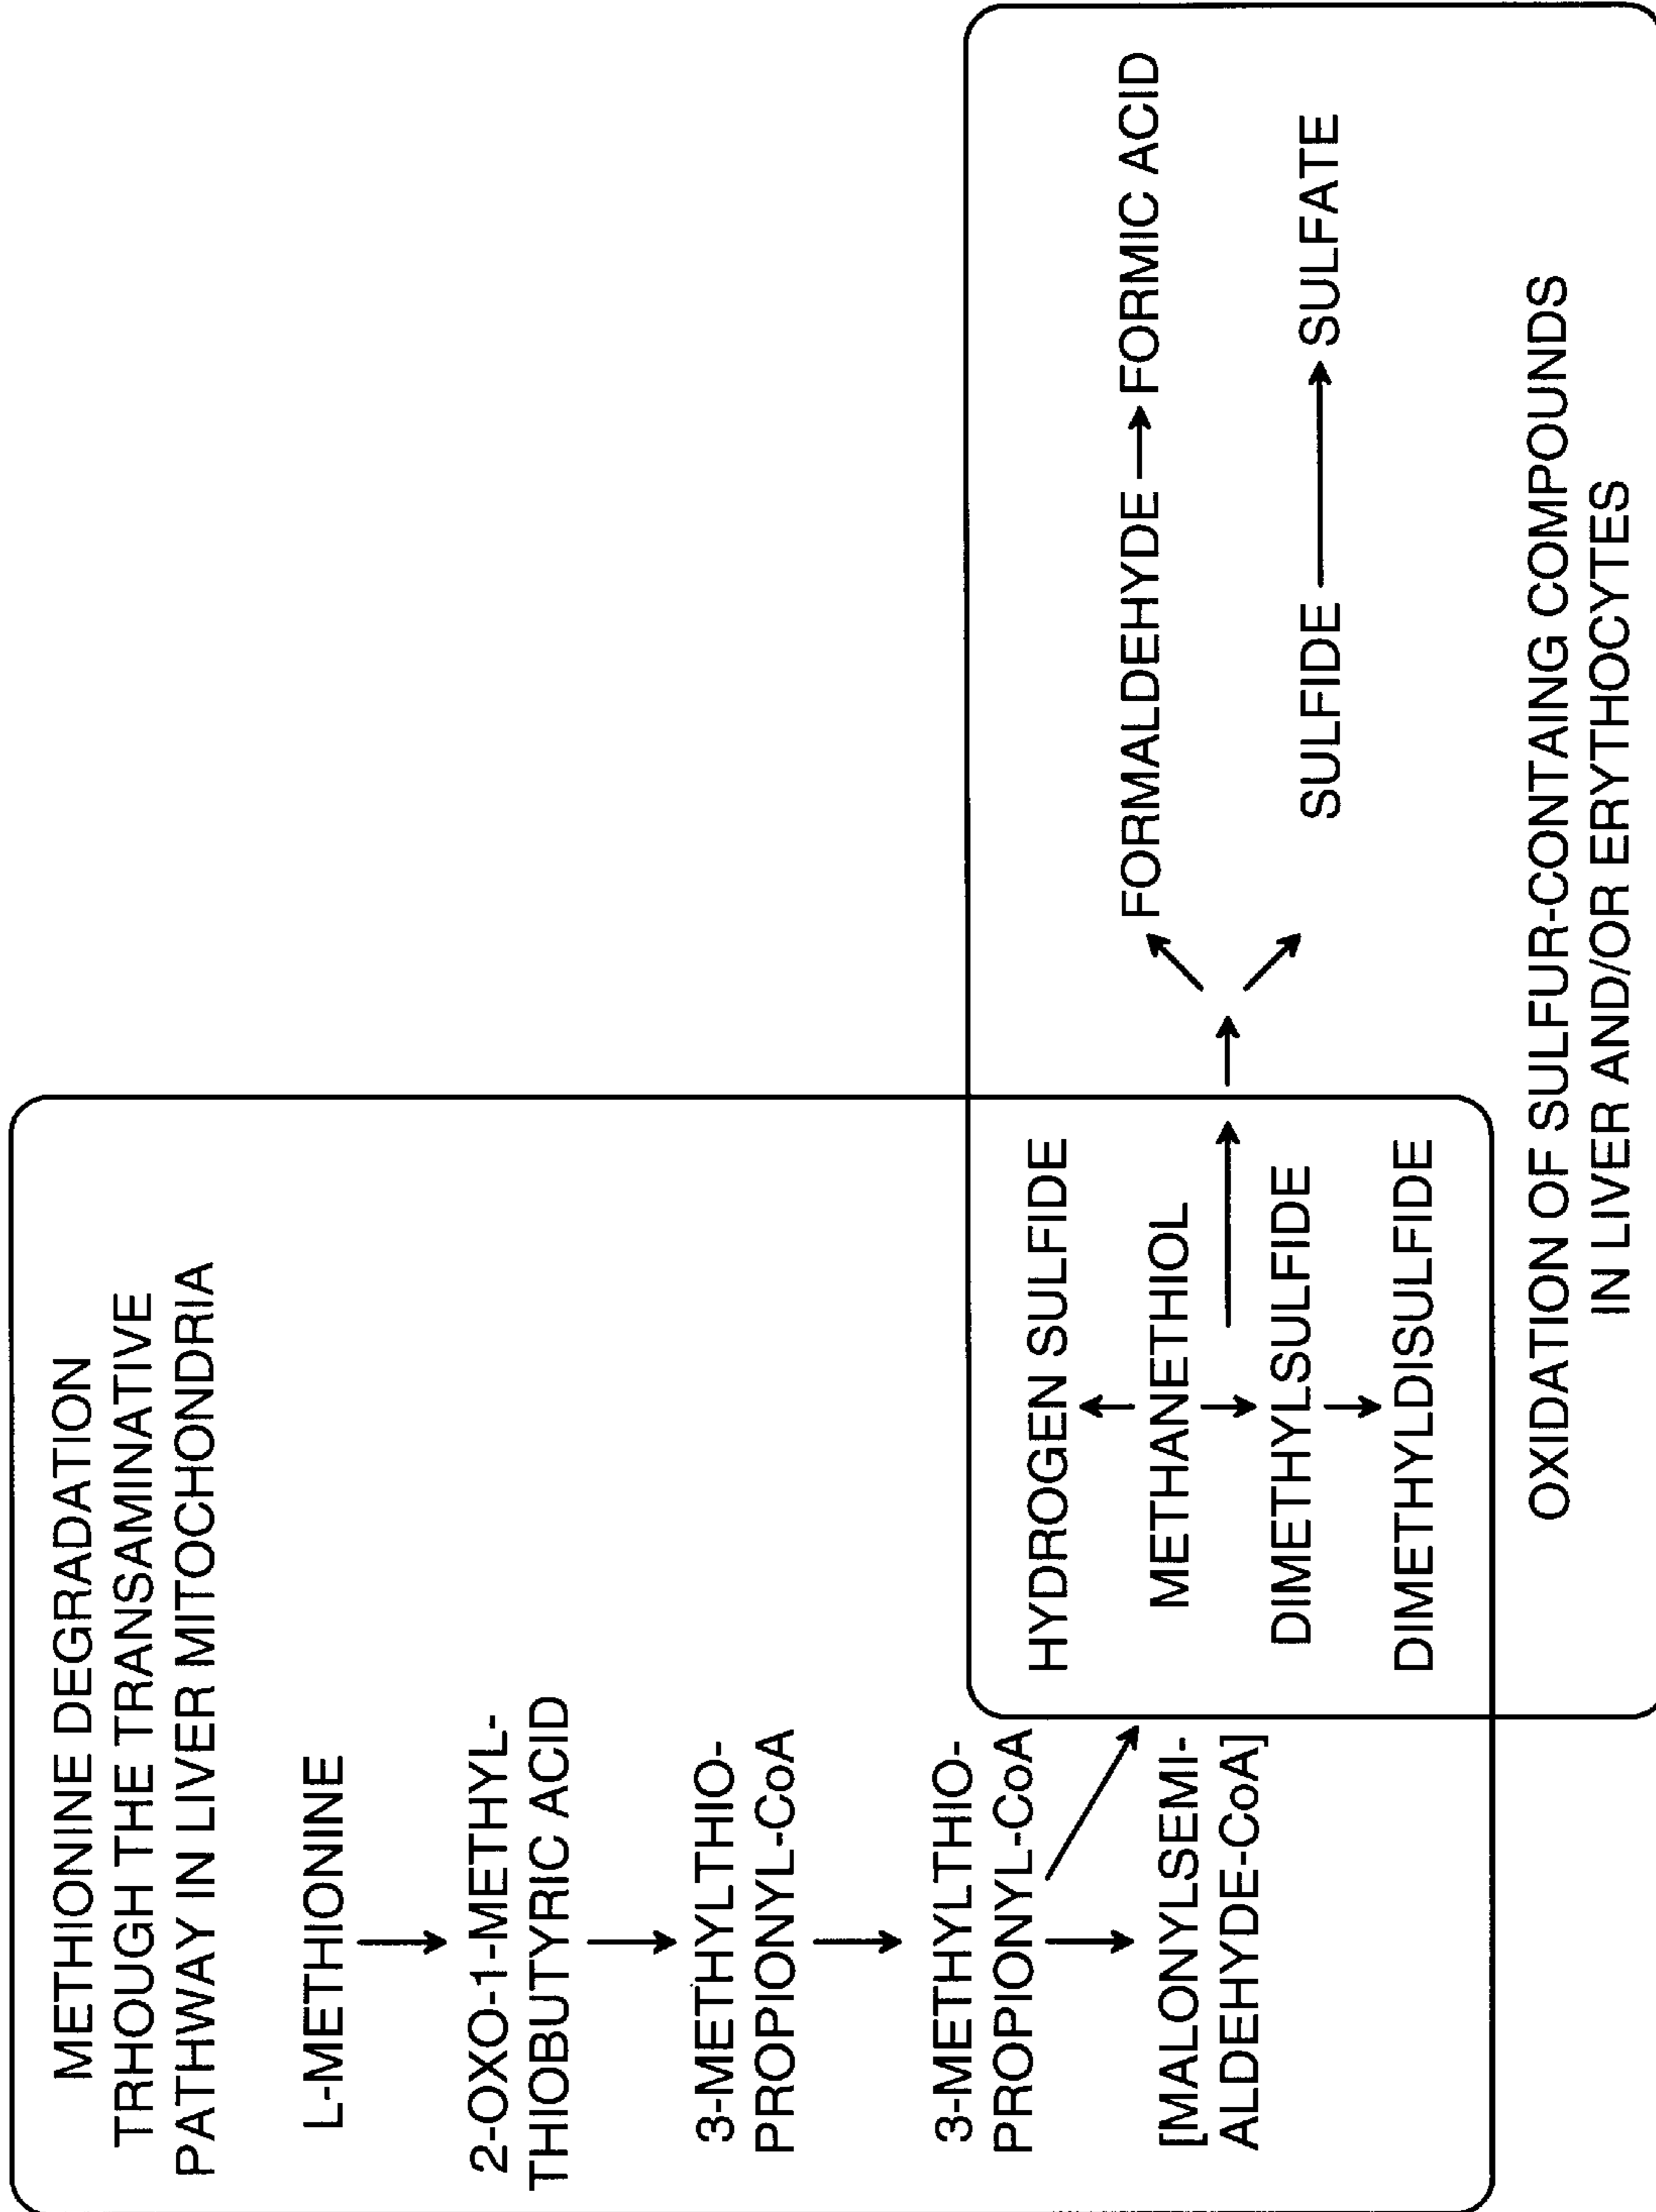 METHIONINE DEGRADATION
TRHOUGH THE TRANSAMINATIVE
PATHWAY IN LIVER MITOCHONDRIA
L-METHIONINE
2-OXO-1-METHYL-
THIOBUTYRIC ACID
3-METHYLTHIO-
PROPIONYL-CoA
3-METHYLTHIO-
PROPIONYL-CoA
[MALONYLSEMI-
ALDEHYDE-CoA]
HYDROGEN SULFIDE
METHANETHIOL
DIMETHYLSULFIDE
DIMETHYLDISULFIDE
FORMALDEHYDE
FORMIC ACID
SULFIDE
SULFATE
OXIDATION OF SULFUR-CONTAING COMPOUNDS
IN LIVER AND/OR ERYTHOCYTES